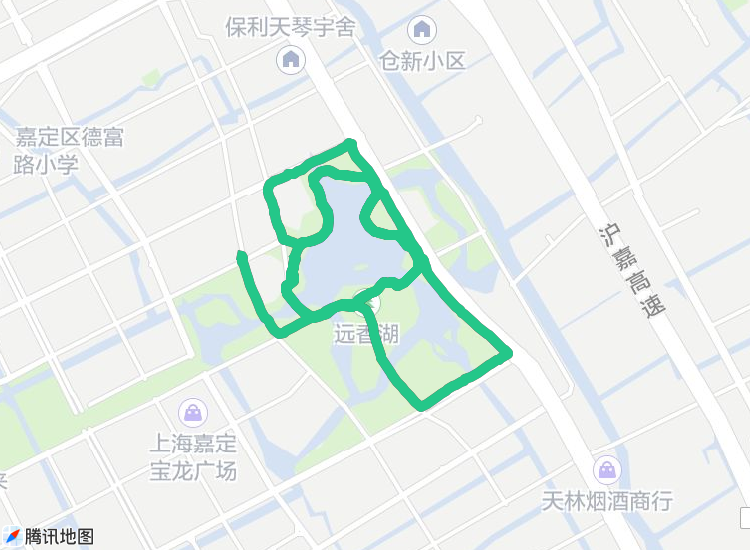 保利天琴宇舍
仓新小区
嘉定区德富
路小学
沪嘉高速
远香湖
上海嘉定
宝龙广场
来
天林烟酒商行
腾讯地图